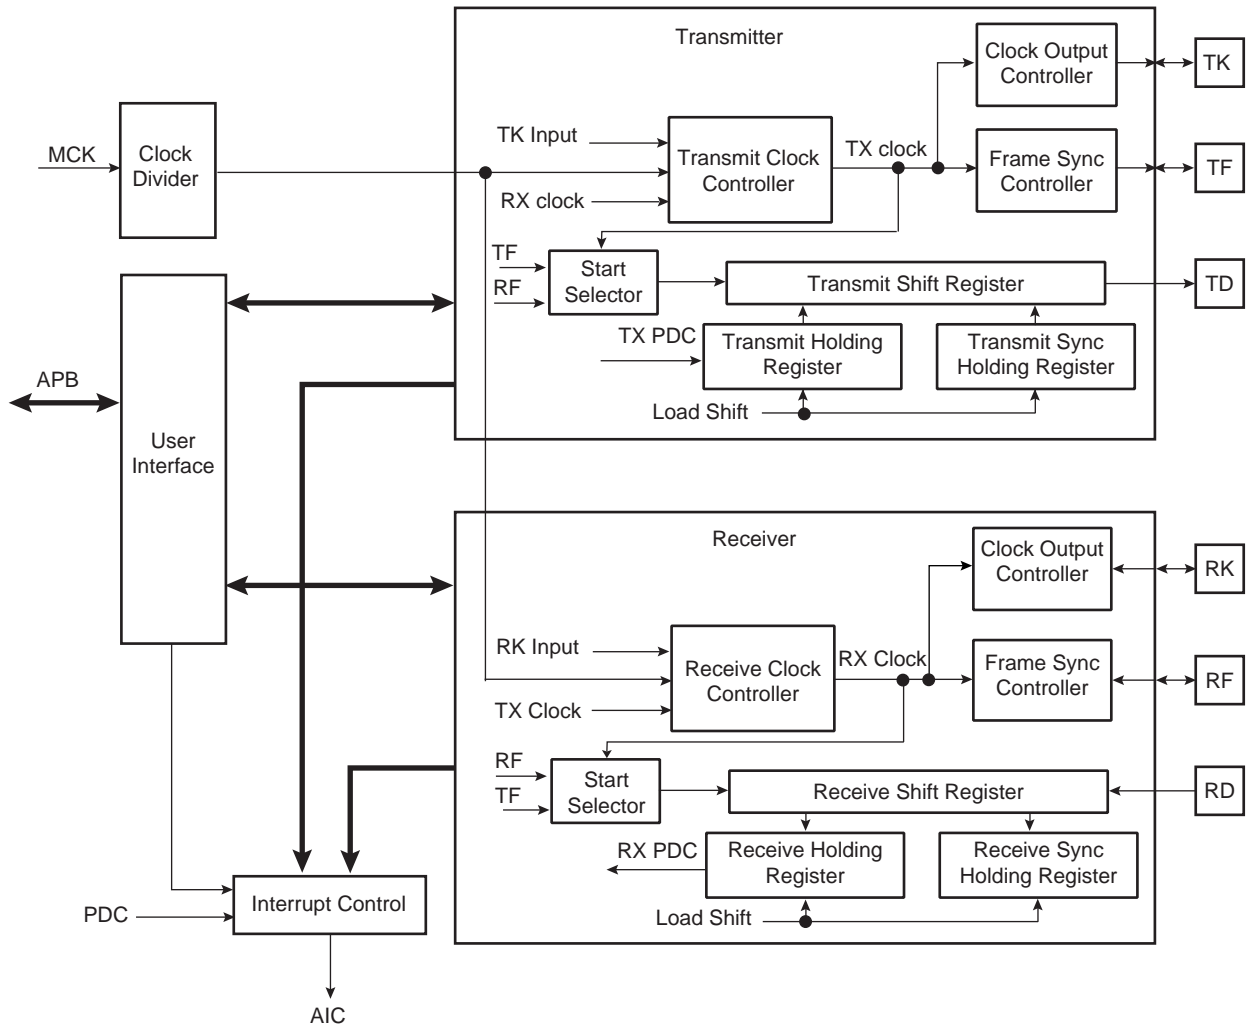 Transmitter
Clock Output
Controller
TK
MCK
Clock
Divider
TK Input
Transmit Clock
Controller
RX clock
TX clock
Frame Sync
Controller
TF
TF
RF
Start
Selector
Transmit Shift Register
TD
TX PDC
Transmit Holding
Register
Transmit Sync
Holding Register
Load Shift
APB
User
Interface
Receiver
Clock Output
Controller
RK
RK Input
Receive Clock
Controller
TX Clock
RX Clock
Frame Sync
Controller
RF
RF
TF
Start
Selector
Receive Shift Register
RD
RX PDC
Receive Holding
Register
Receive Sync
Holding Register
Load Shift
PDC
Interrupt Control
AIC